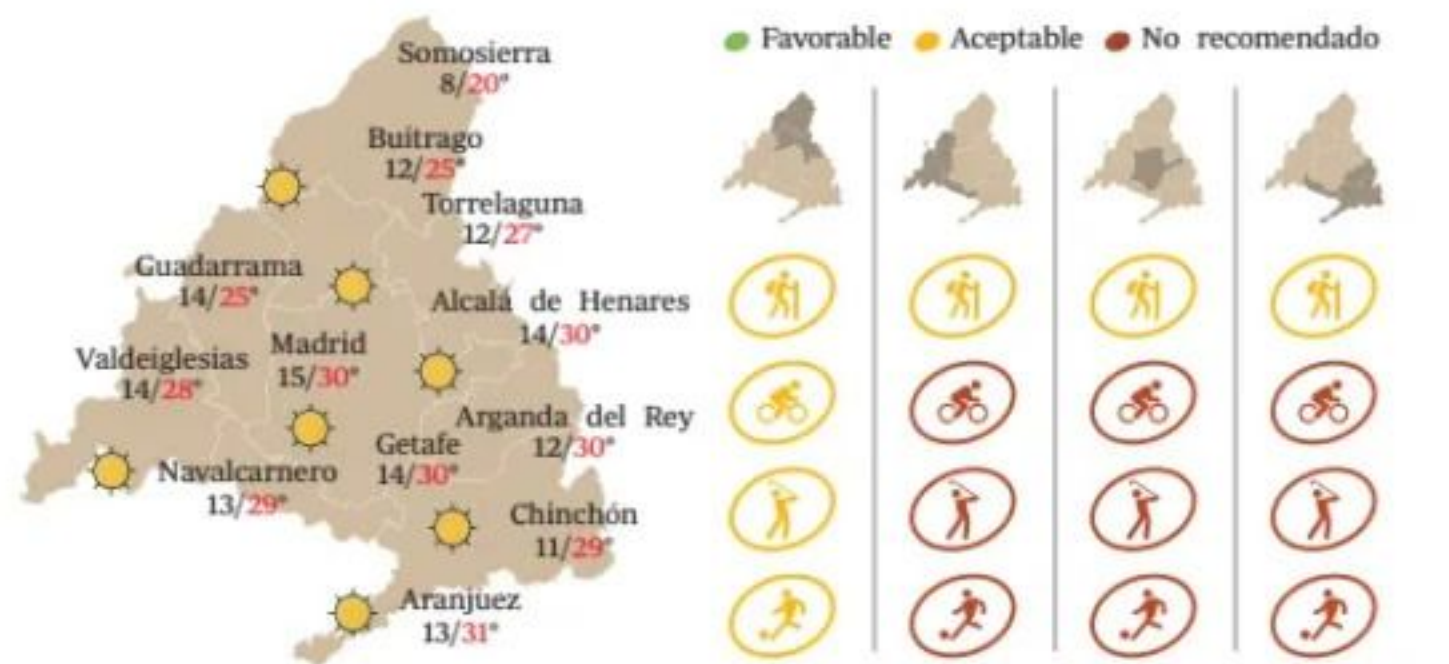 Somosierra
8/20°
Buitrago
12/25°
Torrelaguna
12/27°
Guadarrama
14/25°
Alcalá de Henares
14/30°
Valdeiglesias
14/28°
Madrid
15/30°
Arganda del Rey
12/30°
Getafe
14/30°
Navalcarnero
13/29°
Chinchón
11/29°
Aranjuez
13/31°
Favorable Aceptable No recomendado